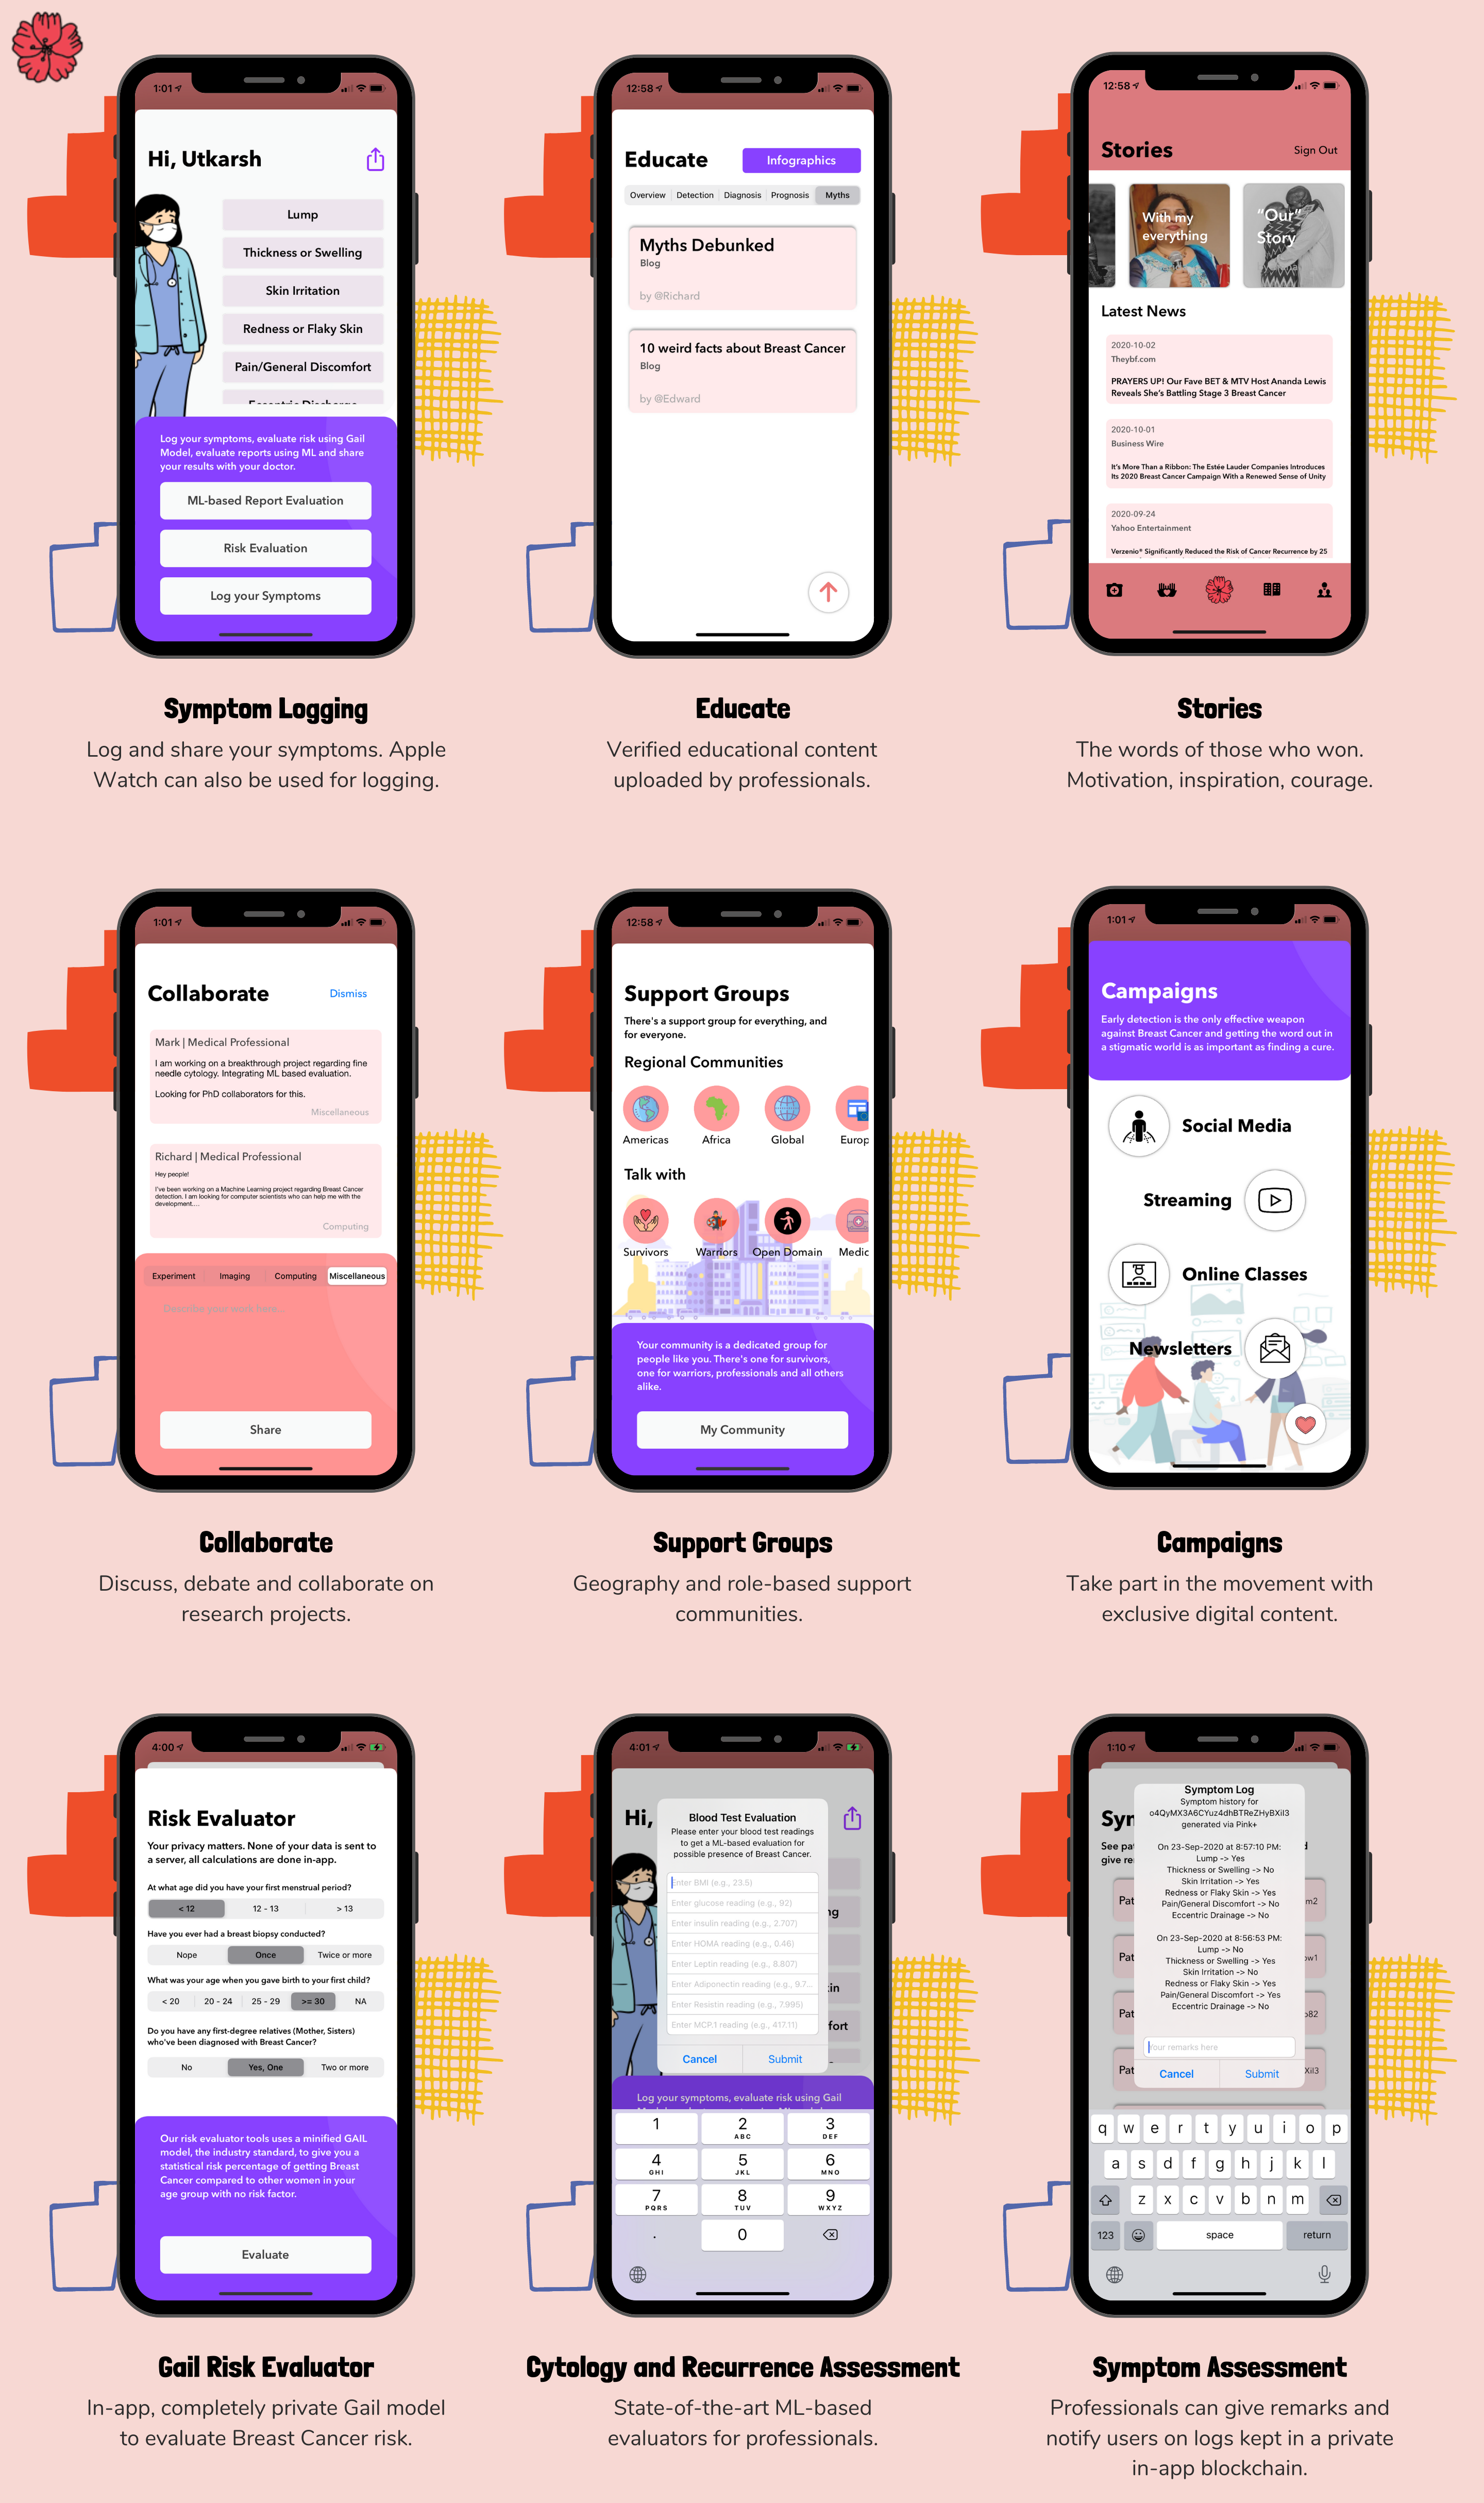 1:01
Hi, Utkarsh
Lump
Thickness or Swelling
Skin Irritation
Redness or Flaky Skin
Pain/General Discomfort
Eccentric Discharge
Log your symptoms, evaluate risk using Gail
Model, evaluate reports using ML and share
your results with your doctor.
ML-based Report Evaluation
Risk Evaluation
Log your Symptoms
Symptom Logging
Log and share your symptoms. Apple
Watch can also be used for logging.
12:58
Educate
Infographics
Overview Detection Diagnosis Prognosis Myths
Myths Debunked
Blog
by @Richard
10 weird facts about Breast Cancer
Blog
by @Edward
Educate
Verified educational content
uploaded by professionals.
12:58
Stories
Sign Out
With my
everything
“Our”
Story
Latest News
2020-10-02
Theybf.com
PRAYERS UP! Our Fave BET & MTV Host Ananda Lewis
Reveals She's Battling Stage 3 Breast Cancer
2020-10-01
Business Wire
It's More Than a Ribbon: The Estée Lauder Companies Introduces
Its 2020 Breast Cancer Campaign With a Renewed Sense of Unity
2020-09-24
Yahoo Entertainment
Verzenio® Significantly Reduced the Risk of Cancer Recurrence by 25
Stories
The words of those who won.
Motivation, inspiration, courage.
1:01
Collaborate
Dismiss
Mark | Medical Professional
I am working on a breakthrough project regarding fine
needle cytology. Integrating ML based evaluation.
Looking for PhD collaborators for this.
Miscellaneous
Richard | Medical Professional
Hey people!
I've been working on a Machine Learning project regarding Breast Cancer
detection. I am looking for computer scientists who can help me with the
development....
Computing
Experiment Imaging Computing Miscellaneous
Describe your work here...
Share
Collaborate
Discuss, debate and collaborate on
research projects.
12:58
Support Groups
There's a support group for everything, and
for everyone.
Regional Communities
Americas Africa Global Europ
Talk with
Survivors Warriors Open Domain Medic
Your community is a dedicated group for
people like you. There's one for survivors,
one for warriors, professionals and all others
alike.
My Community
Support Groups
Geography and role-based support
communities.
1:01
Campaigns
Early detection is the only effective weapon
against Breast Cancer and getting the word out in
a stigmatic world is as important as finding a cure.
Social Media
Streaming
Online Classes
Newsletters
Campaigns
Take part in the movement with
exclusive digital content.
4:00
Risk Evaluator
Your privacy matters. None of your data is sent to
a server, all calculations are done in-app.
At what age did you have your first menstrual period?
< 12 12 - 13 > 13
Have you ever had a breast biopsy conducted?
Nope Once Twice or more
What was your age when you gave birth to your first child?
< 20 20 - 24 25 - 29 >= 30 NA
Do you have any first-degree relatives (Mother, Sisters)
who've been diagnosed with Breast Cancer?
No Yes, One Two or more
Our risk evaluator tools uses a minified GAIL
model, the industry standard, to give you a
statistical risk percentage of getting Breast
Cancer compared to other women in your
age group with no risk factor.
Evaluate
Gail Risk Evaluator
In-app, completely private Gail model
to evaluate Breast Cancer risk.
4:01
Hi,
Blood Test Evaluation
Please enter your blood test readings
to get a ML-based evaluation for
possible presence of Breast Cancer.
Enter BMI (e.g., 23.5)
Enter glucose reading (e.g., 92)
Enter insulin reading (e.g., 2.707)
Enter HOMA reading (e.g., 0.46)
Enter Leptin reading (e.g., 8.807)
Enter Adiponectin reading (e.g., 9.7...
Enter Resistin reading (e.g., 7.995)
Enter MCP.1 reading (e.g., 417.11)
ng
in
fort
Cancel Submit
Log your symptoms, evaluate risk using Gail
1 2 ABC 3 DEF
4 GHI 5 JKL 6 MNO
7 PQRS 8 TUV 9 WXYZ
. 0
Cytology and Recurrence Assessment
State-of-the-art ML-based
evaluators for professionals.
1:10
Syr
See pa
give re
Symptom Log
Symptom history for
o4QyMX3A6CYuz4dhBTReZHyBXiI3
generated via Pink+
On 23-Sep-2020 at 8:57:10 PM:
Lump -> Yes
Thickness or Swelling -> No
Skin Irritation -> Yes
Redness or Flaky Skin -> Yes
Pain/General Discomfort -> No
Eccentric Drainage -> No
On 23-Sep-2020 at 8:56:53 PM:
Lump -> No
Thickness or Swelling -> Yes
Skin Irritation -> No
Redness or Flaky Skin -> Yes
Pain/General Discomfort -> Yes
Eccentric Drainage -> No
Your remarks here
Cancel Submit
Pat m2
Pat ow1
Pat o82
Pat XiI3
q w e r t y u i o p
a s d f g h j k l
z x c v b n m
123 space return
Symptom Assessment
Professionals can give remarks and
notify users on logs kept in a private
in-app blockchain.